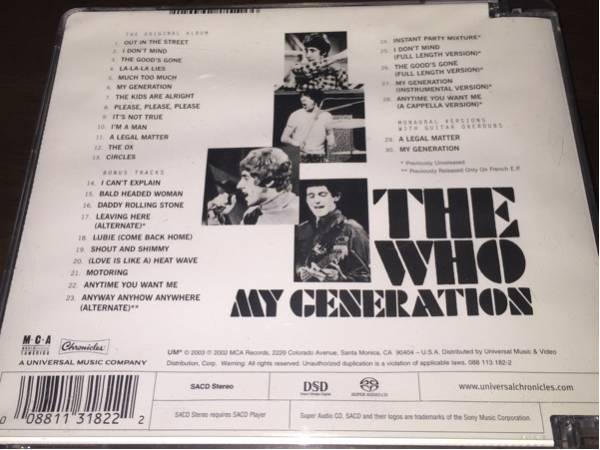 THE ORIGINAL ALBUM
1. OUT IN THE STREET
2. I DON'T MIND
3. THE GOOD'S GONE
4. LA-LA-LA LIES
5. MUCH TOO MUCH
6. MY GENERATION
7. THE KIDS ARE ALRIGHT
8. PLEASE, PLEASE, PLEASE
9. IT'S NOT TRUE
10. I'M A MAN
11. A LEGAL MATTER
12. THE OX
13. CIRCLES
BONUS TRACKS
14. I CAN'T EXPLAIN
15. BALD HEADED WOMAN
16. DADDY ROLLING STONE
17. LEAVING HERE
(ALTERNATE)*
18. LUBIE (COME BACK HOME)
19. SHOUT AND SHIMMY
20. (LOVE IS LIKE A) HEAT WAVE
21. MOTORING
22. ANYTIME YOU WANT ME
23. ANYWAY ANYHOW ANYWHERE
(ALTERNATE)**
24. INSTANT PARTY MIXTURE*
25. I DON'T MIND
(FULL LENGTH VERSION)*
26. THE GOOD'S GONE
(FULL LENGTH VERSION)*
27. MY GENERATION
(INSTRUMENTAL VERSION)*
28. ANYTIME YOU WANT ME
(A CAPPELLA VERSION)*
MONAURAL VERSIONS
WITH GUITAR OVERDUBS
29. A LEGAL MATTER
30. MY GENERATION
* Previously Unreleased
** Previously Released Only On French E.P.
THE
WHO
MY GENERATION
MCA
Chronicles
A UNIVERSAL MUSIC COMPANY
UM° © 2003 ℗ 2002 MCA Records, 2220 Colorado Avenue, Santa Monica, CA 90404 – U.S.A. Distributed by Universal Music & Video
Distribution, Corp. Warning: All rights reserved. Unauthorized duplication is a violation of applicable laws. 088 113 182-2
SACD Stereo
DSD
Direct Stream Digital
SUPER AUDIO CD
www.universalchronicles.com
SACD Stereo requires SACD Player
Super Audio CD, SACD and their logos are trademarks of the Sony Music Corporation.
0 08811 31822 2